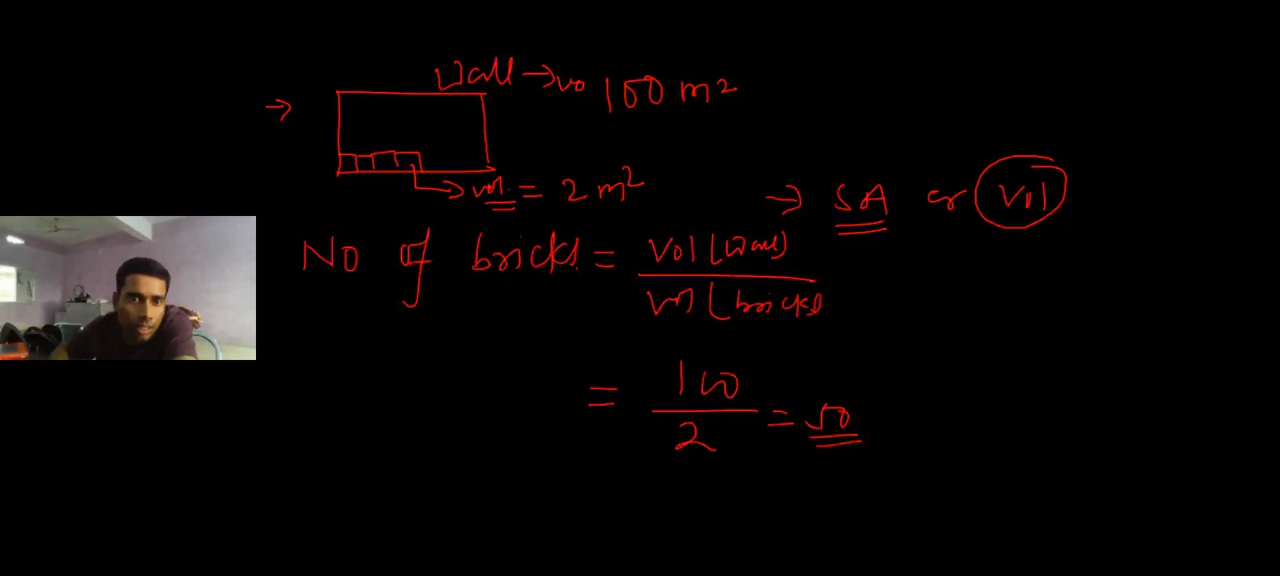 → Wall → vo 100 m²
→ vol. = 2 m²
→ SA or Vol
No of bricks = Vol (wall)
Vol (bricks
= 100
2
= 50